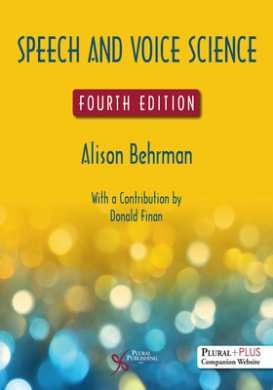 SPEECH AND VOICE SCIENCE
FOURTH EDITION
Alison Behrman
With a Contribution by
Donald Finan
PLURAL
PUBLISHING
PLURAL+PLUS
Companion Website